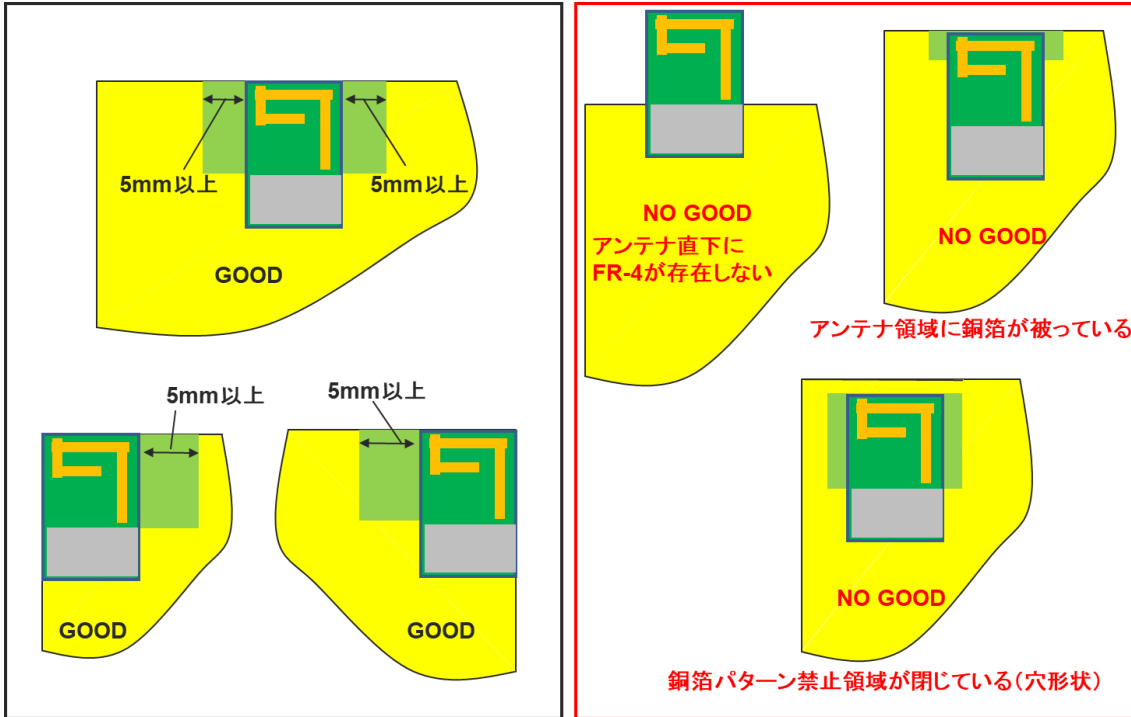 5mm以上
5mm以上
GOOD
5mm以上
5mm以上
GOOD
GOOD
NO GOOD
アンテナ直下に
FR-4が存在しない
NO GOOD
アンテナ領域に銅箔が被っている
NO GOOD
銅箔パターン禁止領域が閉じている（穴形状）